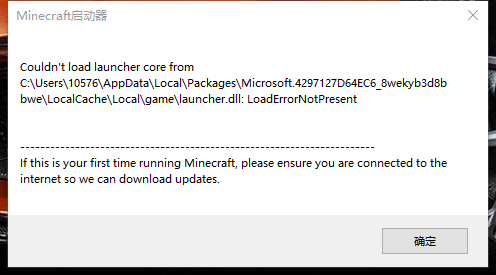 Minecraft启动器
Couldn't load launcher core from
C:\Users\10576\AppData\Local\Packages\Microsoft.4297127D64EC6_8wekyb3d8b
bwe\LocalCache\Local\game\launcher.dll: LoadErrorNotPresent
------------------------------------------------------------------------
If this is your first time running Minecraft, please ensure you are connected to the
internet so we can download updates.
确定